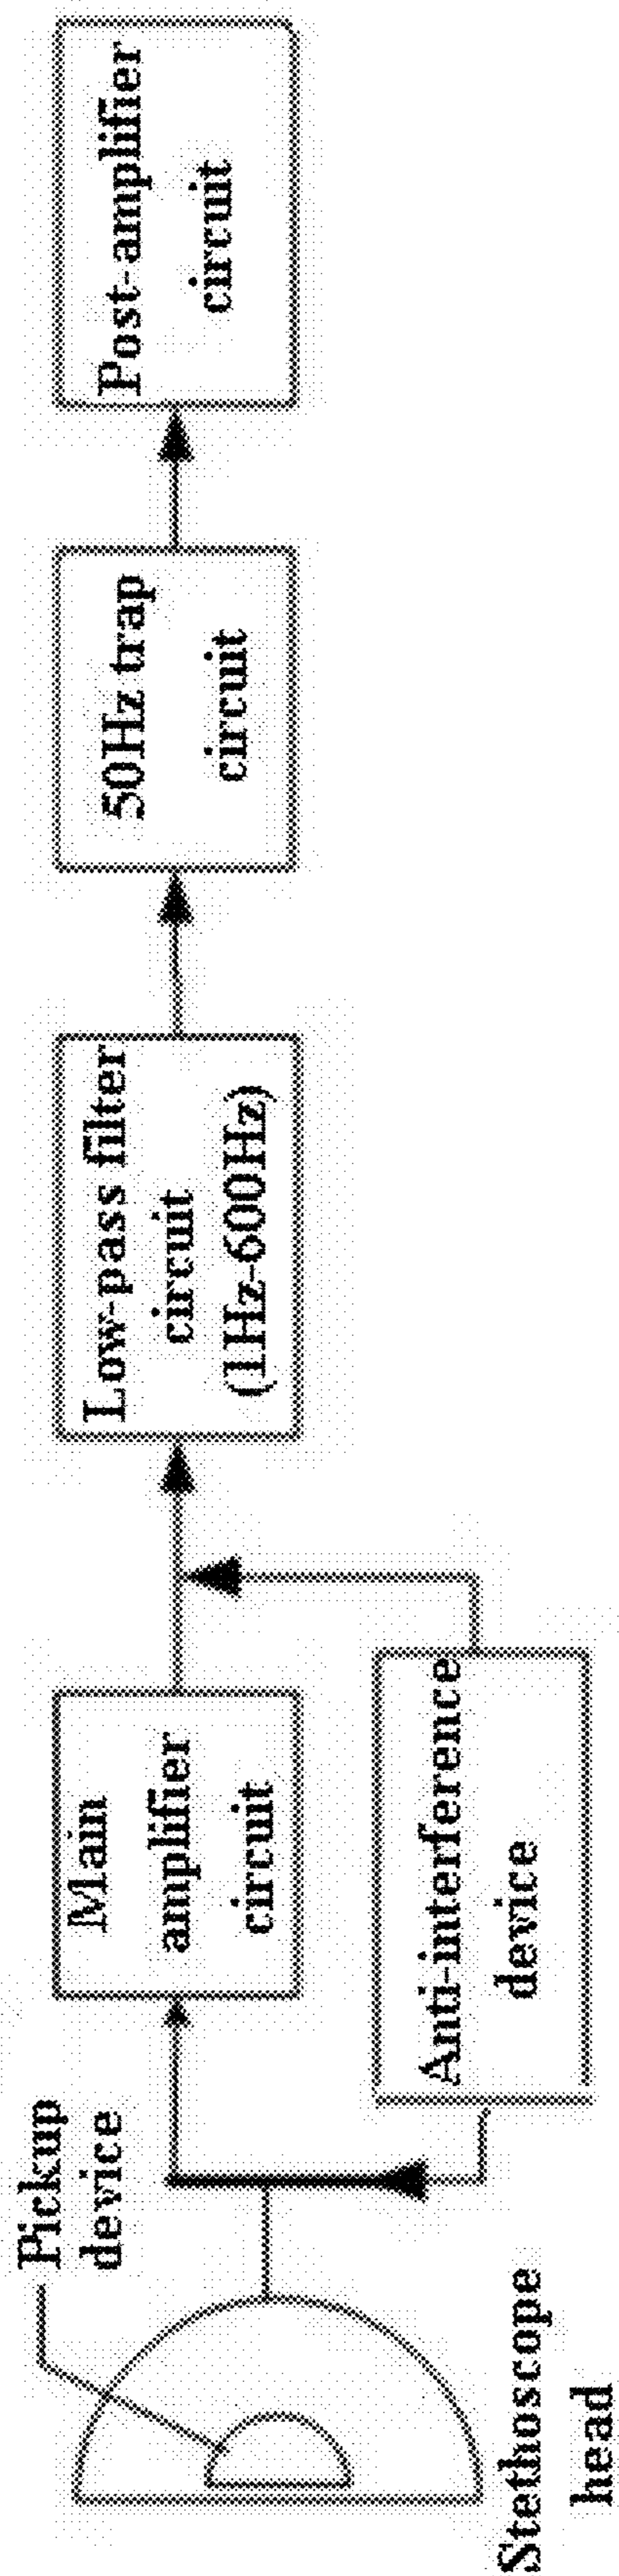 Stethoscope
head
Pickup
device
Main
amplifier
circuit
Anti-interference
device
Low-pass filter
circuit
(1Hz-600Hz)
50Hz trap
circuit
Post-amplifier
circuit